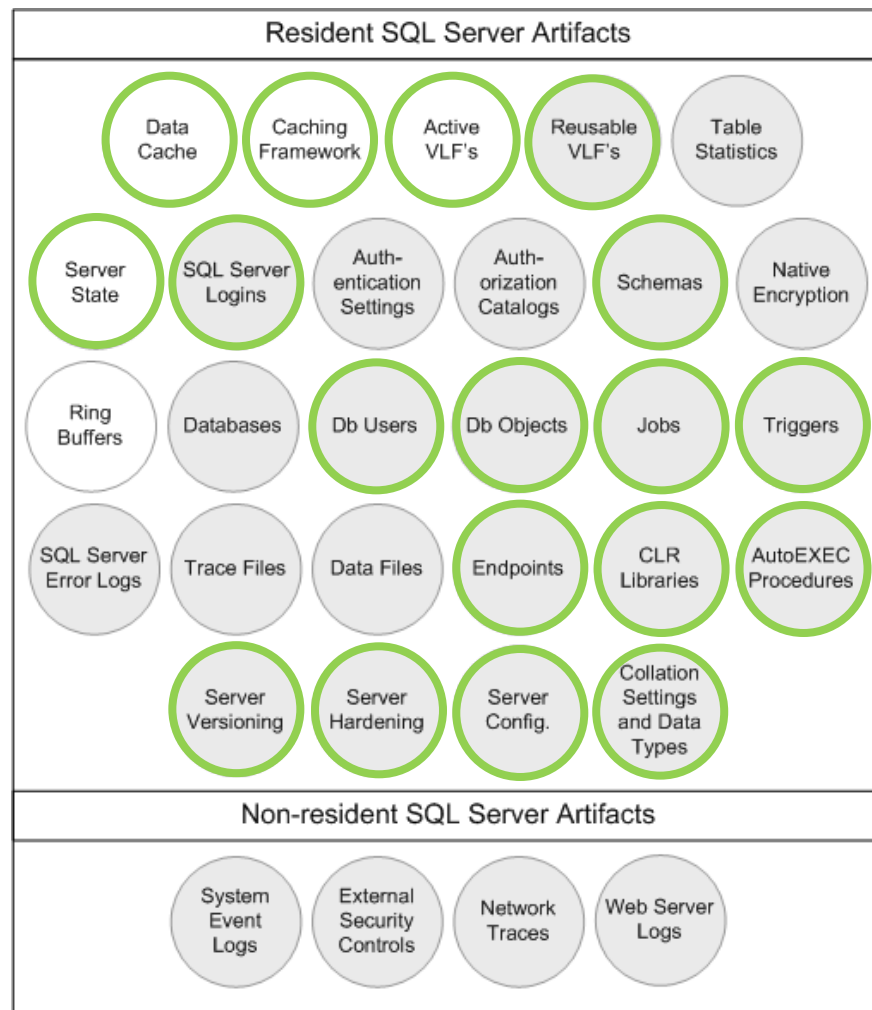 Resident SQL Server Artifacts
Data
Cache
Caching
Framework
Active
VLF's
Reusable
VLF's
Table
Statistics
Server
State
SQL Server
Logins
Auth-
entication
Settings
Auth-
orization
Catalogs
Schemas
Native
Encryption
Ring
Buffers
Databases
Db Users
Db Objects
Jobs
Triggers
SQL Server
Error Logs
Trace Files
Data Files
Endpoints
CLR
Libraries
AutoEXEC
Procedures
Server
Versioning
Server
Hardening
Server
Config.
Collation
Settings
and Data
Types
Non-resident SQL Server Artifacts
System
Event
Logs
External
Security
Controls
Network
Traces
Web Server
Logs